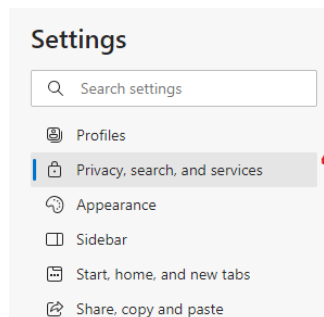 Settings
Search settings
Profiles
Privacy, search, and services
Appearance
Sidebar
Start, home, and new tabs
Share, copy and paste